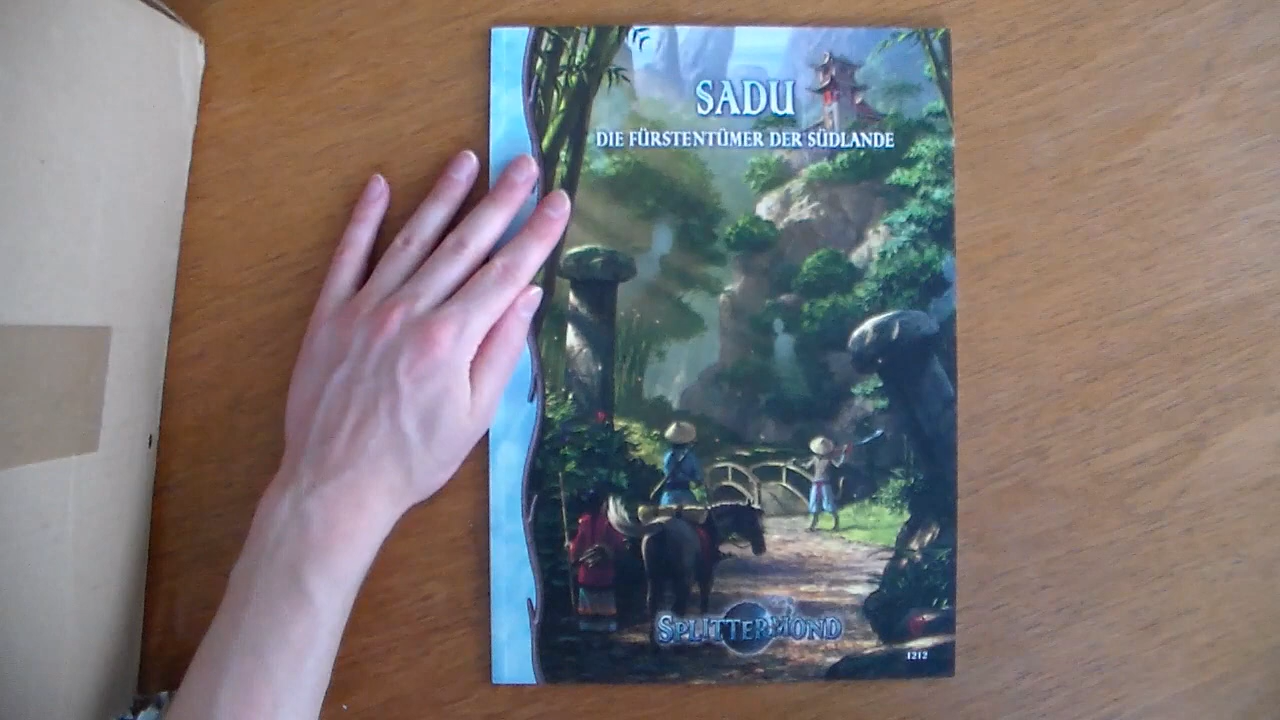 SADU
DIE FÜRSTENTÜMER DER SÜDLANDE
SPLITTERMOND
1212